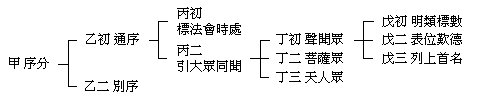 甲 序分
乙初 通序
乙二 別序
丙初
標法會時處
丙二
引大眾同聞
丁初 聲聞眾
丁二 菩薩眾
丁三 天人眾
戊初 明類標數
戊二 表位歎德
戊三 列上首名